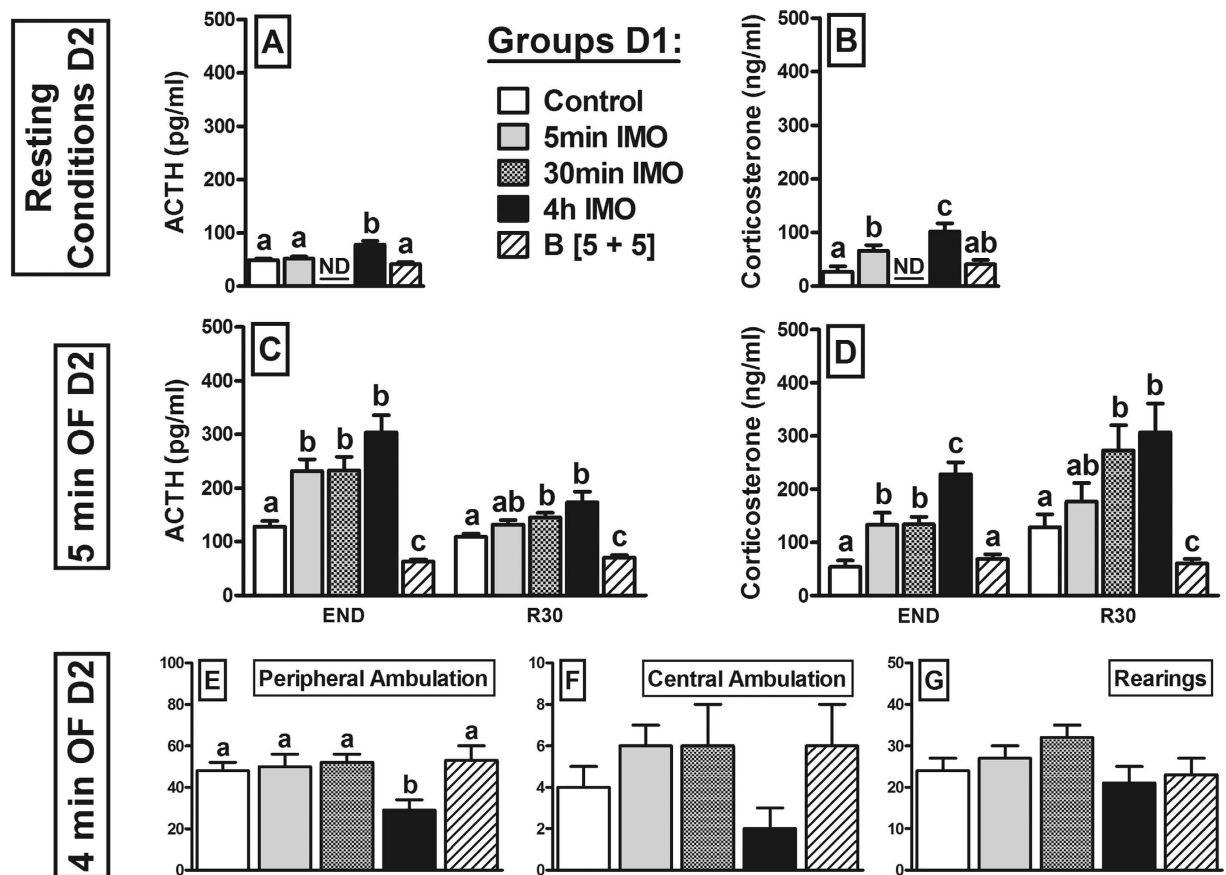 Resting
Conditions D2
A
ACTH (pg/ml)
500
400
300
200
100
0
a
a
ND
b
a
Groups D1:
Control
5min IMO
30min IMO
4h IMO
B [5 + 5]
B
Corticosterone (ng/ml)
500
400
300
200
100
0
a
b
ND
c
ab
5 min OF D2
C
ACTH (pg/ml)
500
400
300
200
100
0
a
b
b
b
c
a
ab
b
b
c
END
R30
D
Corticosterone (ng/ml)
500
400
300
200
100
0
a
b
b
c
a
a
ab
b
b
c
END
R30
4 min OF D2
E
Peripheral Ambulation
100
80
60
40
20
0
a
a
a
b
a
F
Central Ambulation
10
8
6
4
2
0
G
Rearings
50
40
30
20
10
0